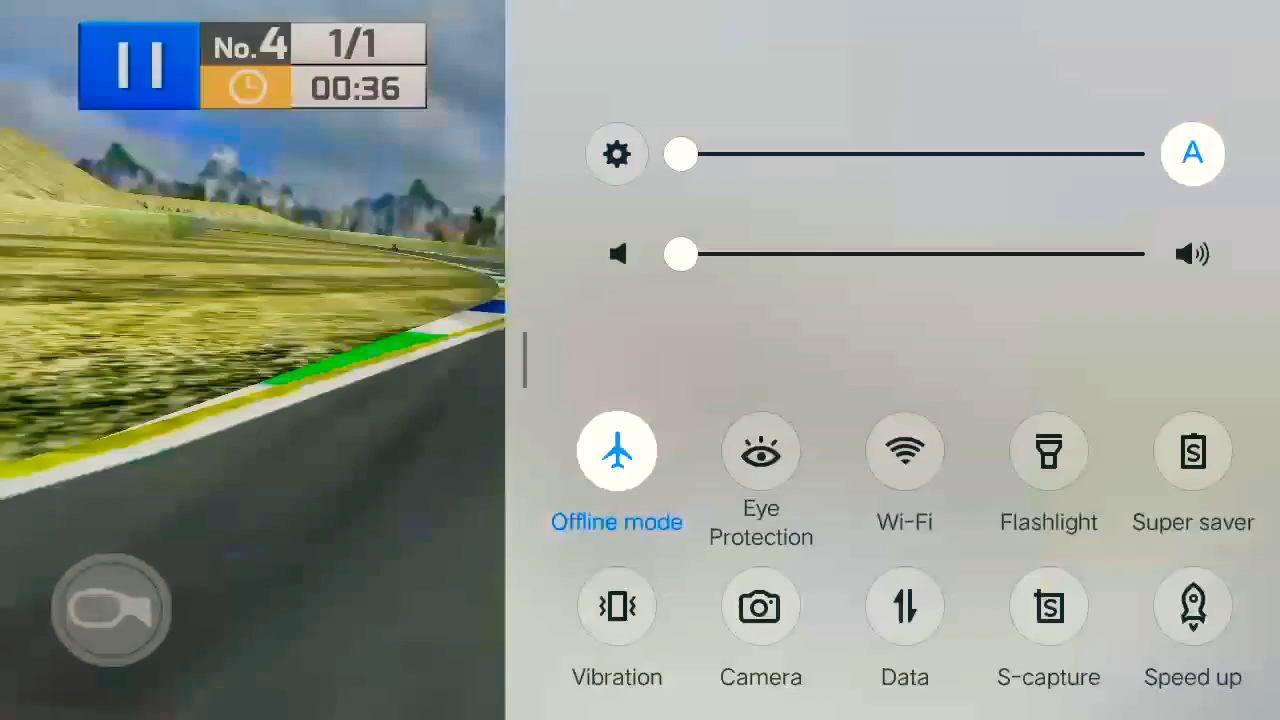 No.4 1/1
00:36
A
Offline mode
Eye
Protection
Wi-Fi
Flashlight
Super saver
Vibration
Camera
Data
S-capture
Speed up